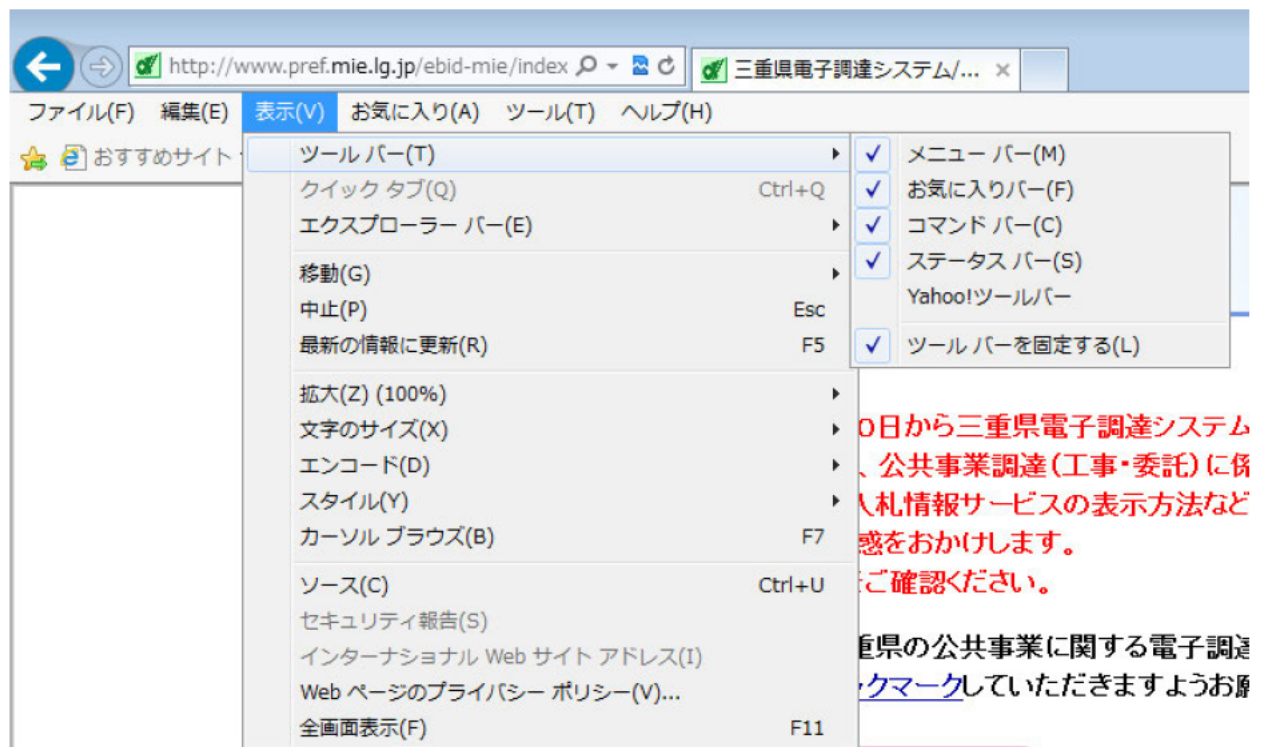 http://www.pref.mie.lg.jp/ebid-mie/index
三重県電子調達システム/...
ファイル(F) 編集(E) 表示(V) お気に入り(A) ツール(T) ヘルプ(H)
おすすめサイト
ツール バー(T)
クイック タブ(Q) Ctrl+Q
エクスプローラー バー(E)
移動(G)
中止(P) Esc
最新の情報に更新(R) F5
拡大(Z) (100%)
文字のサイズ(X)
エンコード(D)
スタイル(Y)
カーソル ブラウズ(B) F7
ソース(C) Ctrl+U
セキュリティ報告(S)
インターナショナル Web サイト アドレス(I)
Web ページのプライバシー ポリシー(V)...
全画面表示(F) F11
メニュー バー(M)
お気に入りバー(F)
コマンド バー(C)
ステータス バー(S)
Yahoo!ツールバー
ツール バーを固定する(L)
0日から三重県電子調達システム
、公共事業調達(工事・委託)に係
札情報サービスの表示方法など
惑をおかけします。
ご確認ください。
重県の公共事業に関する電子調達
ックマークしていただきますようお願